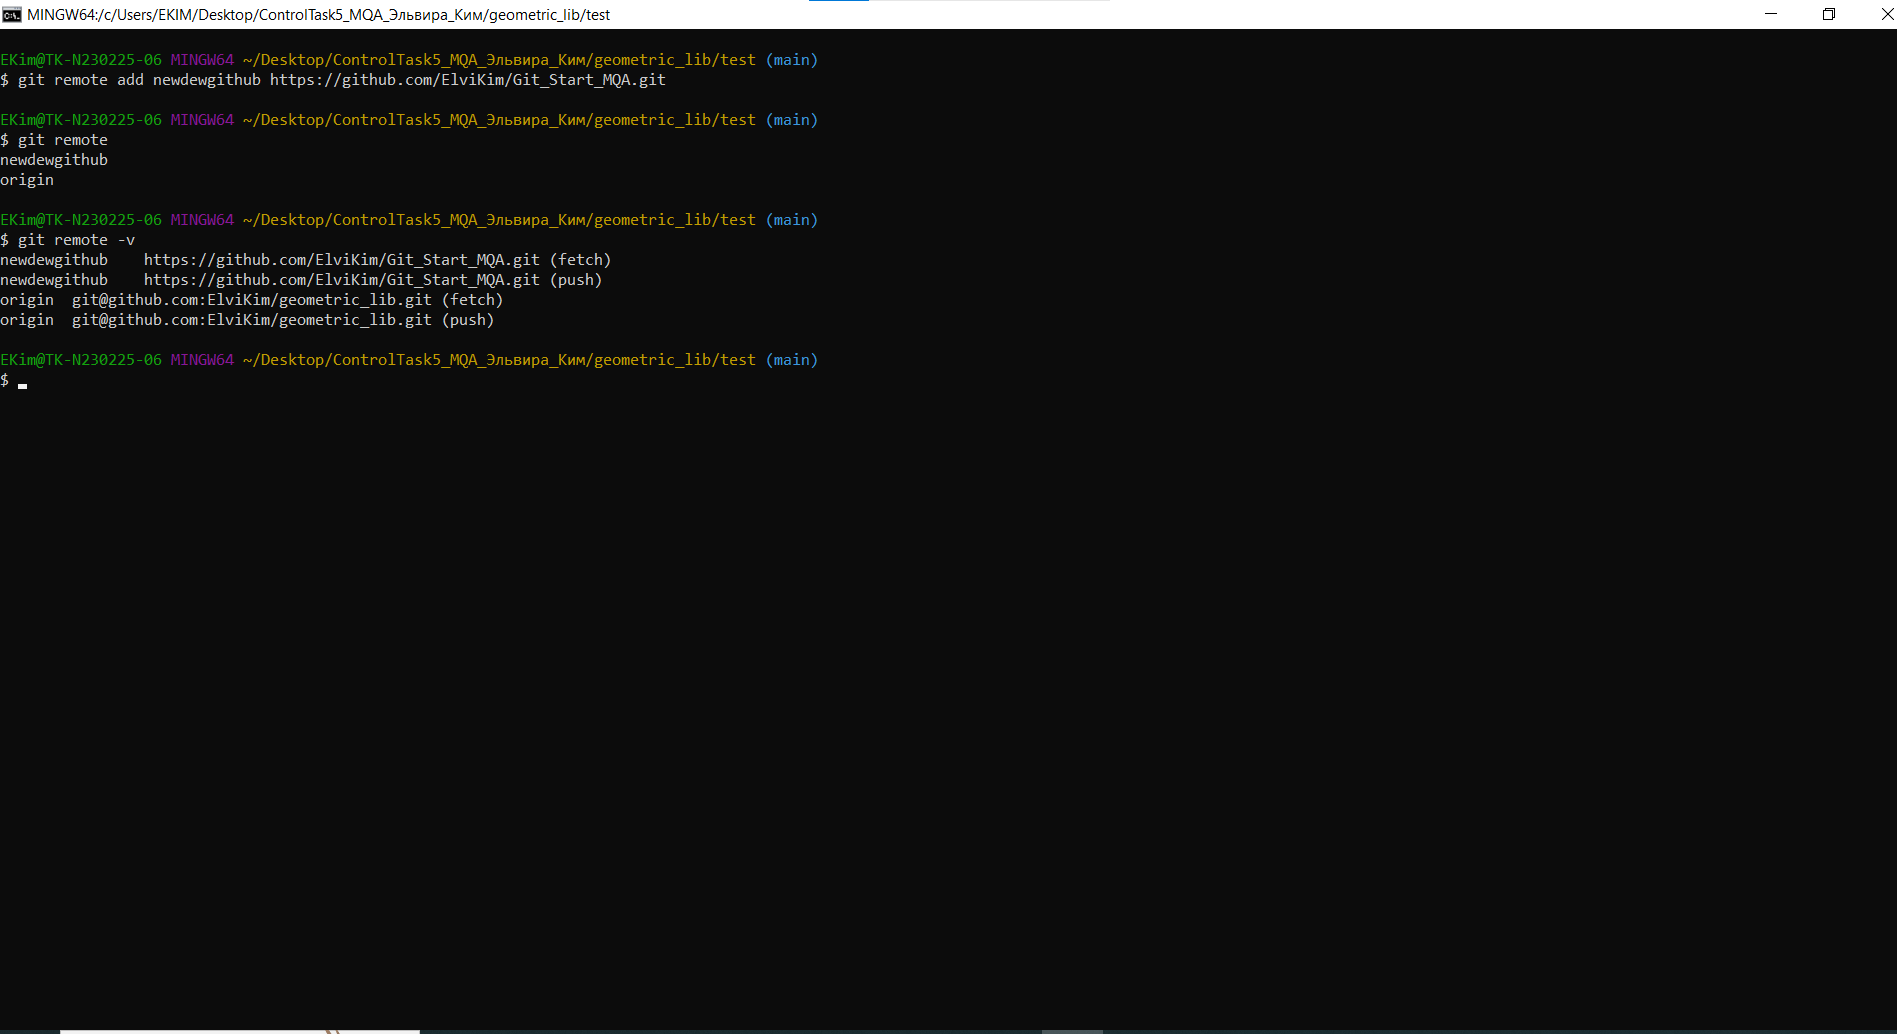 MINGW64:/c/Users/EKIM/Desktop/ControlTask5_MQA_Эльвира_Ким/geometric_lib/test
EKim@TK-N230225-06 MINGW64 ~/Desktop/ControlTask5_MQA_Эльвира_Ким/geometric_lib/test (main)
$ git remote add newdewgithub https://github.com/ElviKim/Git_Start_MQA.git
EKim@TK-N230225-06 MINGW64 ~/Desktop/ControlTask5_MQA_Эльвира_Ким/geometric_lib/test (main)
$ git remote
newdewgithub
origin
EKim@TK-N230225-06 MINGW64 ~/Desktop/ControlTask5_MQA_Эльвира_Ким/geometric_lib/test (main)
$ git remote -v
newdewgithub    https://github.com/ElviKim/Git_Start_MQA.git (fetch)
newdewgithub    https://github.com/ElviKim/Git_Start_MQA.git (push)
origin  git@github.com:ElviKim/geometric_lib.git (fetch)
origin  git@github.com:ElviKim/geometric_lib.git (push)
EKim@TK-N230225-06 MINGW64 ~/Desktop/ControlTask5_MQA_Эльвира_Ким/geometric_lib/test (main)
$